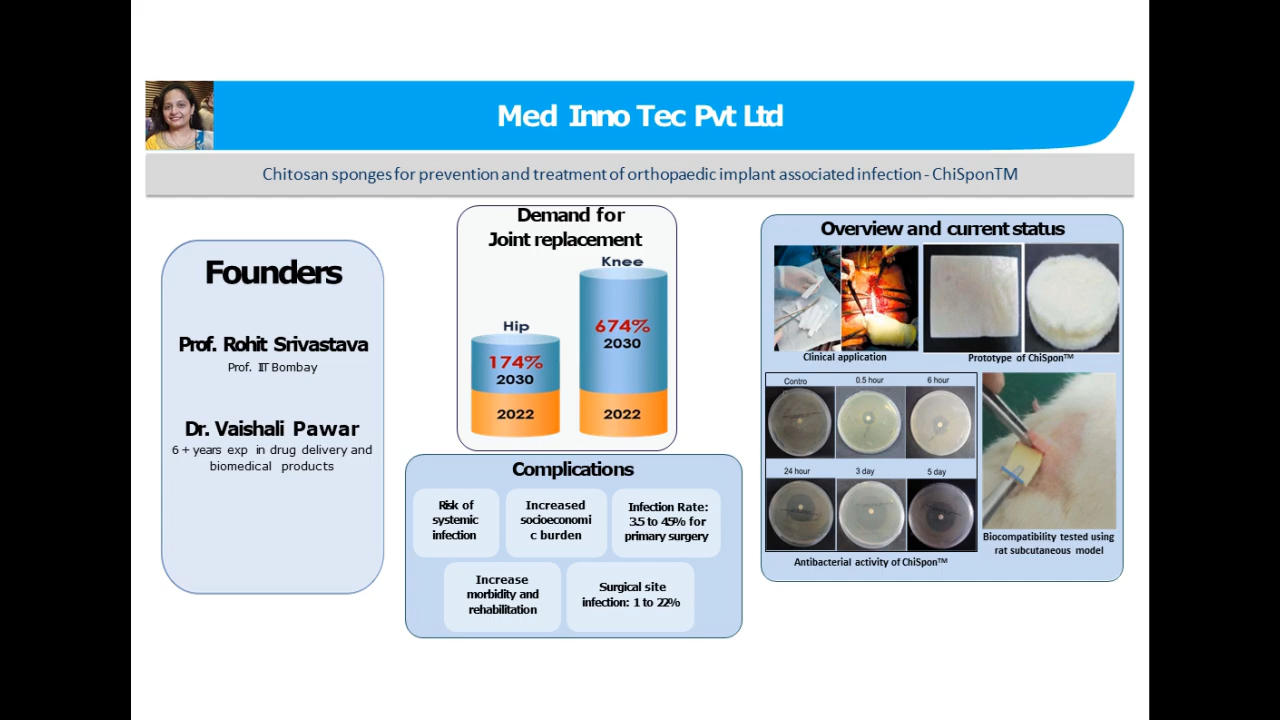 Med Inno Tec Pvt Ltd
Chitosan sponges for prevention and treatment of orthopaedic implant associated infection - ChiSponTM
Founders
Prof. Rohit Srivastava
Prof. IIT Bombay
Dr. Vaishali Pawar
6 + years exp in drug delivery and
biomedical products
Demand for
Joint replacement
Knee
Hip
674%
2030
174%
2030
2022
2022
Complications
Risk of
systemic
infection
Increased
socioeconomi
c burden
Infection Rate:
3.5 to 4.5% for
primary surgery
Increase
morbidity and
rehabilitation
Surgical site
infection: 1 to 22%
Overview and current status
Clinical application
Prototype of ChiSpon™
Contro
0.5 hour
6 hour
24 hour
3 day
5 day
Antibacterial activity of ChiSpon™
Biocompatibility tested using
rat subcutaneous model